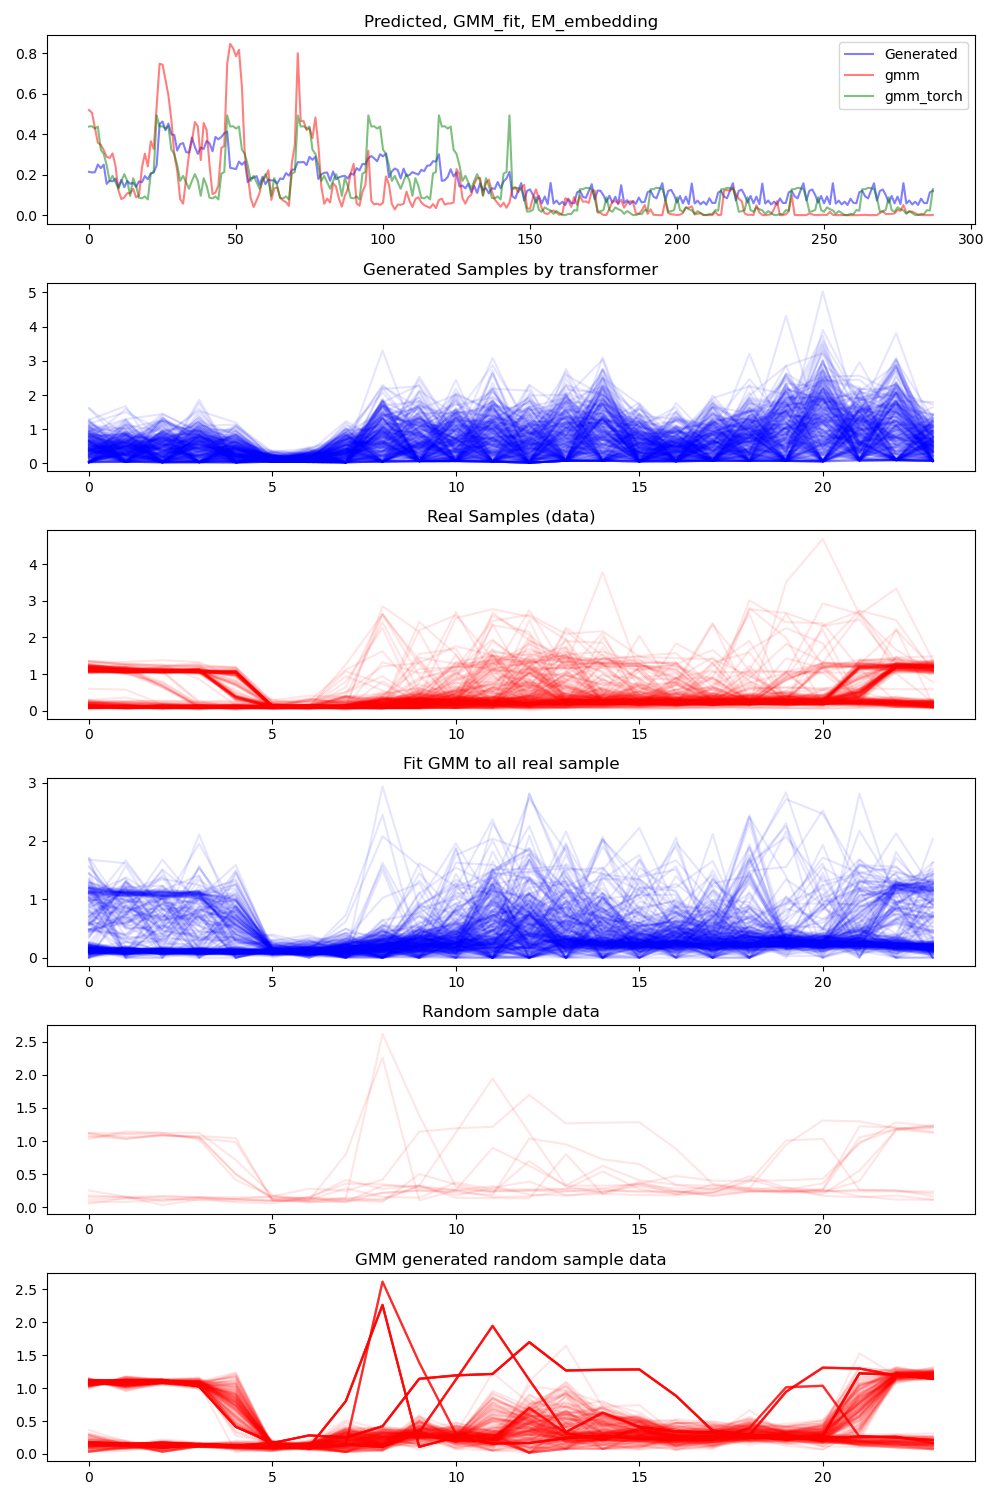 Predicted, GMM_fit, EM_embedding
0.8
0.6
0.4
0.2
0.0
Generated
gmm
gmm_torch
0 50 100 150 200 250 300
Generated Samples by transformer
5
4
3
2
1
0
0 5 10 15 20
Real Samples (data)
4
3
2
1
0
0 5 10 15 20
Fit GMM to all real sample
3
2
1
0
0 5 10 15 20
Random sample data
2.5
2.0
1.5
1.0
0.5
0.0
0 5 10 15 20
GMM generated random sample data
2.5
2.0
1.5
1.0
0.5
0.0
0 5 10 15 20